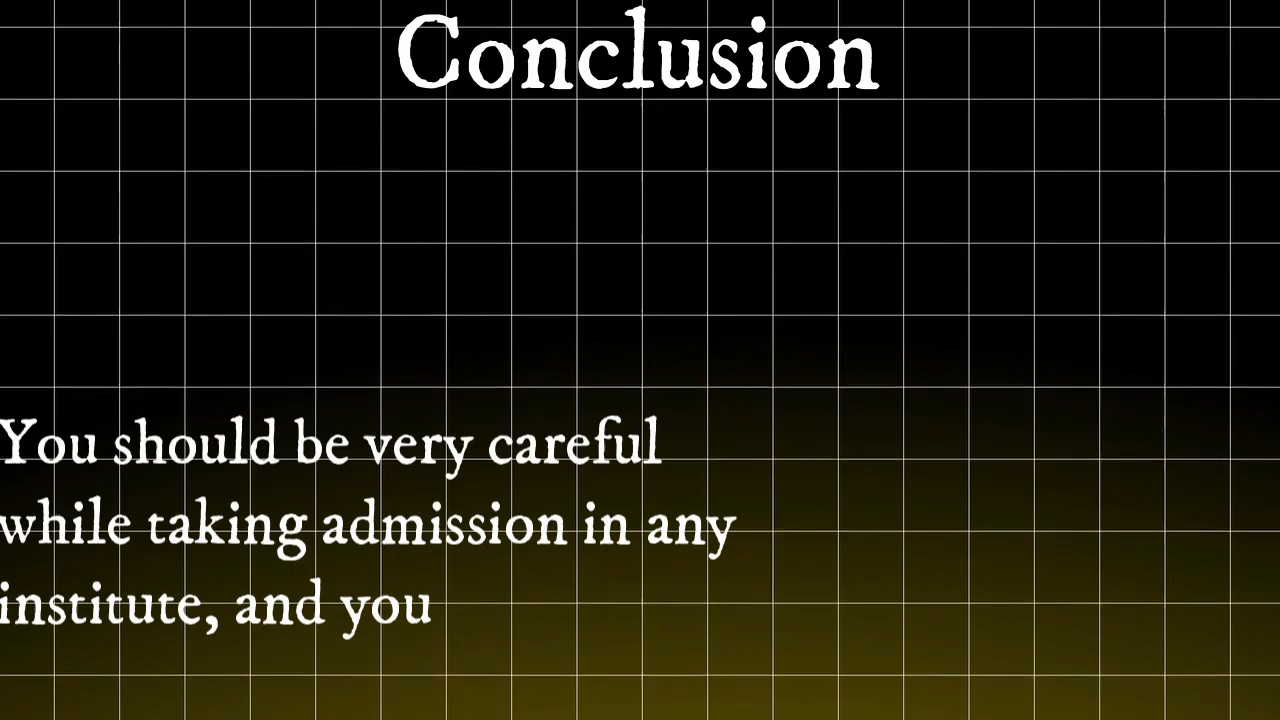 Conclusion
You should be very careful
while taking admission in any
institute, and you